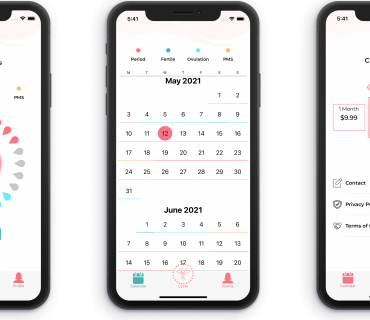 s
PMS
Profile
5:41
Period
Fertile
Ovulation
PMS
M T W T F S S
May 2021
1 2
3 4 5 6 7 8 9
10 11 12 13 14 15 16
17 18 19 20 21 22 23
24 25 26 27 28 29 30
31
June 2021
1 2 3 4 5 6
7 8 9 10 11 12 13
14 15 16 17 18 19 20
Calendar
Cycle
Profile
5:41
C
1 Month
$9.99
Contact
Privacy Po
Terms of
Calendar